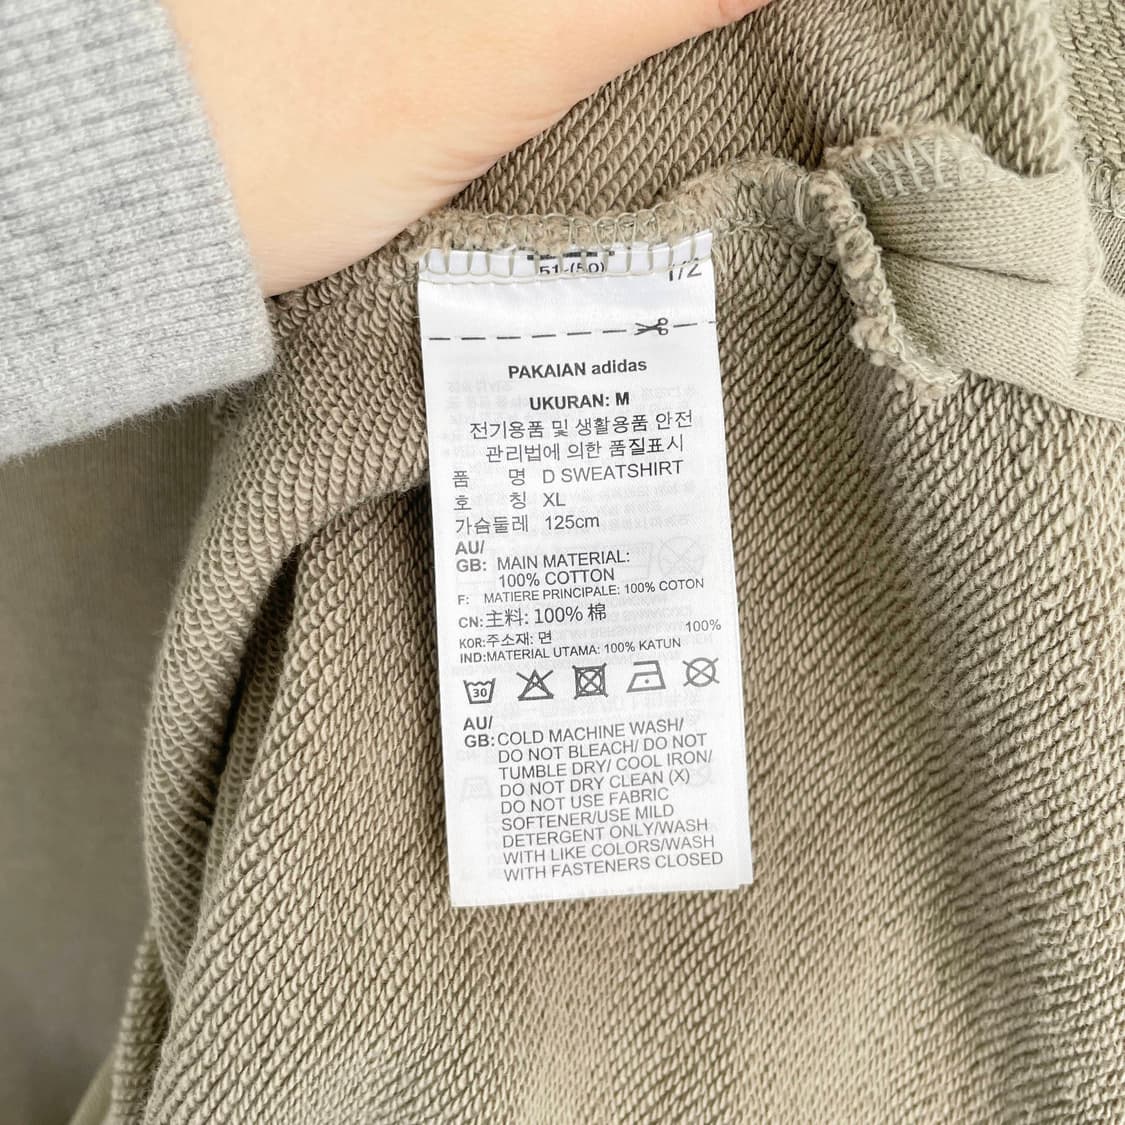 51-(50) 1/2
PAKAIAN adidas
UKURAN: M
전기용품 및 생활용품 안전
관리법에 의한 품질표시
품 명 D SWEATSHIRT
호 칭 XL
가슴둘레 125cm
AU/
GB: MAIN MATERIAL:
100% COTTON
F: MATIERE PRINCIPALE: 100% COTON
CN:主料: 100% 棉
KOR:주소재: 면 100%
IND:MATERIAL UTAMA: 100% KATUN
30
AU/
GB:COLD MACHINE WASH/
DO NOT BLEACH/ DO NOT
TUMBLE DRY/ COOL IRON/
DO NOT DRY CLEAN (X)
DO NOT USE FABRIC
SOFTENER/USE MILD
DETERGENT ONLY/WASH
WITH LIKE COLORS/WASH
WITH FASTENERS CLOSED